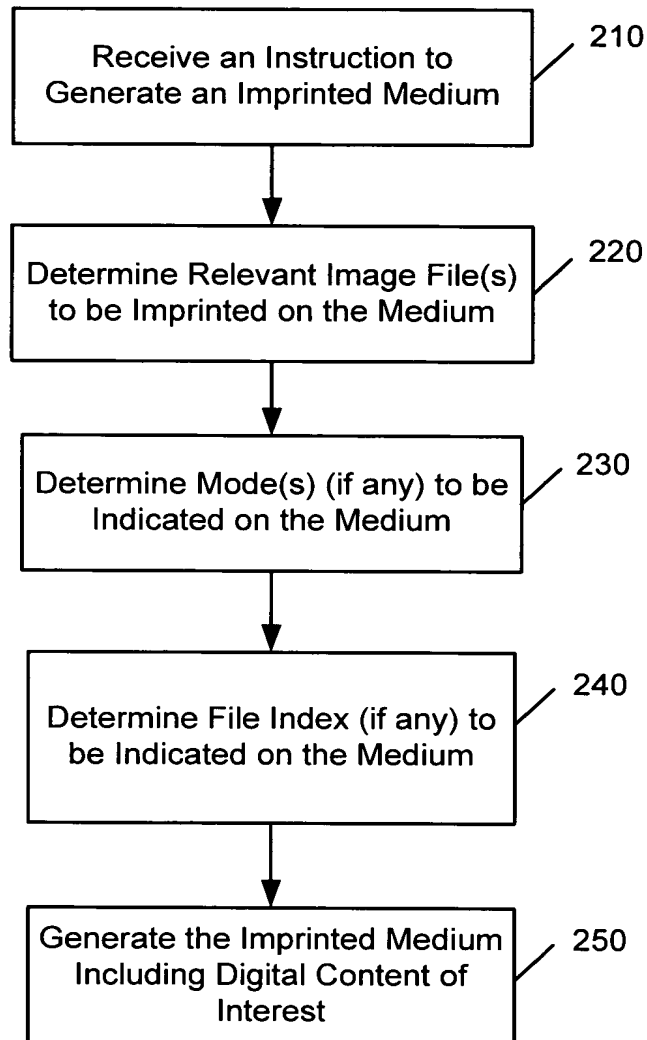 210
Receive an Instruction to
Generate an Imprinted Medium
220
Determine Relevant Image File(s)
to be Imprinted on the Medium
230
Determine Mode(s) (if any) to be
Indicated on the Medium
240
Determine File Index (if any) to
be Indicated on the Medium
250
Generate the Imprinted Medium
Including Digital Content of
Interest